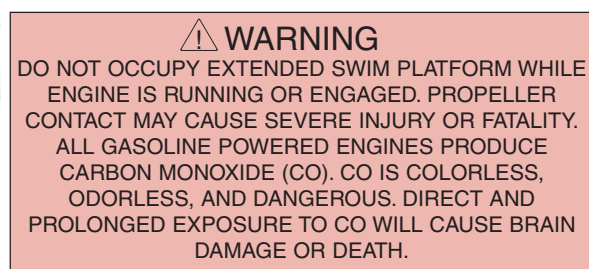 WARNING
DO NOT OCCUPY EXTENDED SWIM PLATFORM WHILE
ENGINE IS RUNNING OR ENGAGED. PROPELLER
CONTACT MAY CAUSE SEVERE INJURY OR FATALITY.
ALL GASOLINE POWERED ENGINES PRODUCE
CARBON MONOXIDE (CO). CO IS COLORLESS,
ODORLESS, AND DANGEROUS. DIRECT AND
PROLONGED EXPOSURE TO CO WILL CAUSE BRAIN
DAMAGE OR DEATH.